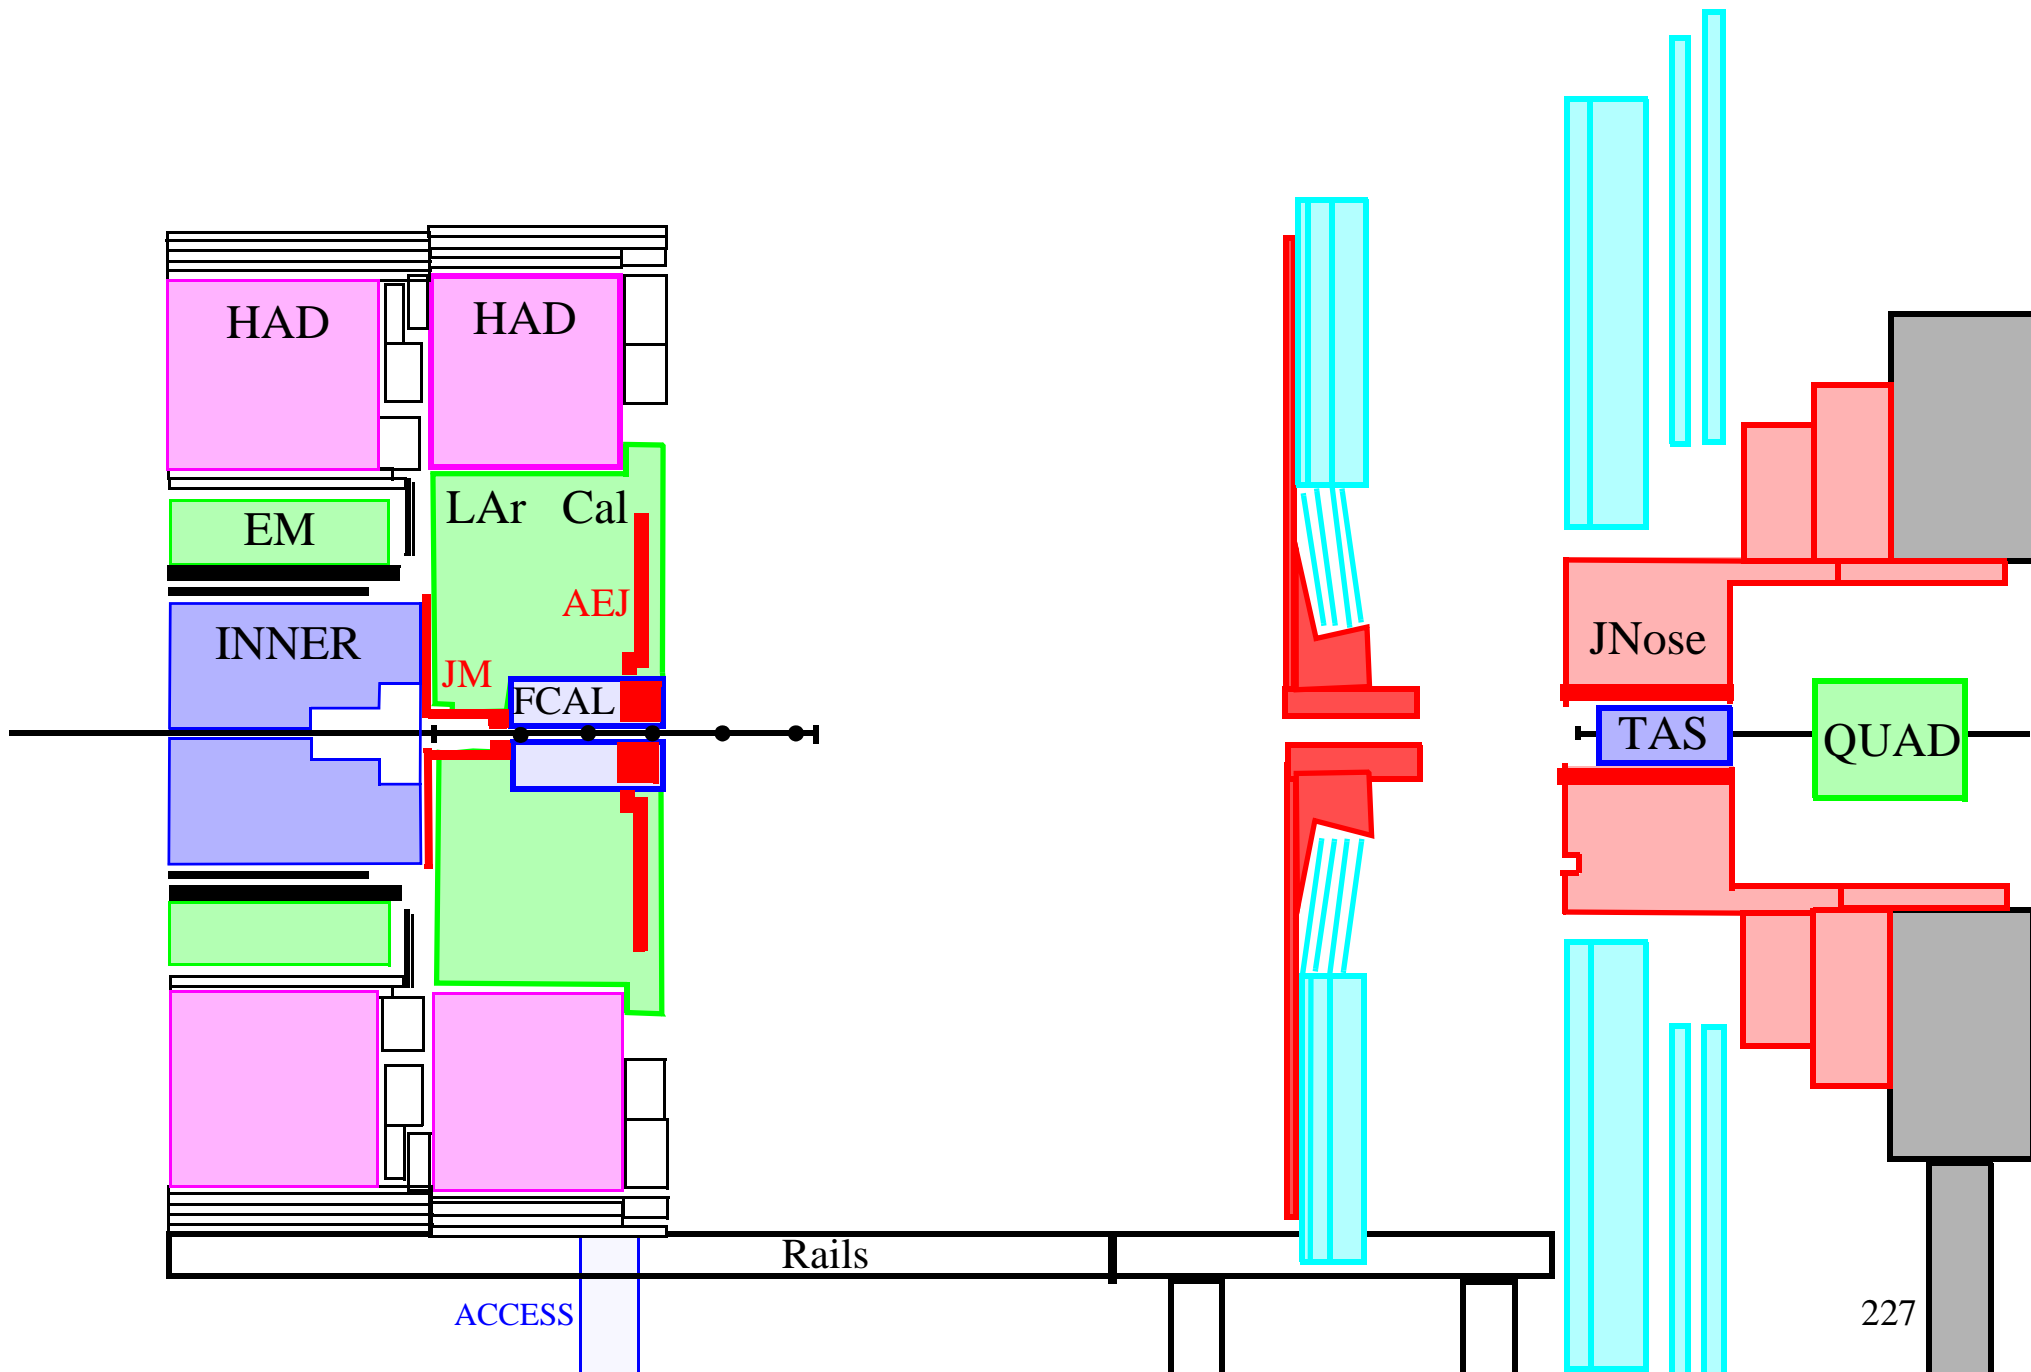 HAD HAD
LAr Cal
EM
AEJ
INNER
JNose
JM
FCAL
TAS
QUAD
Rails
ACCESS
227